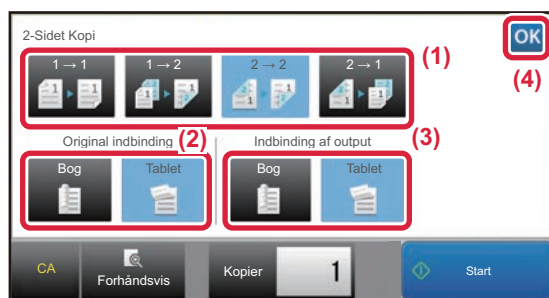 2-Sidet Kopi
OK
(1)
(4)
1 → 1
1 → 2
2 → 2
2 → 1
Original indbinding
(2)
Indbinding af output
(3)
Bog
Tablet
Bog
Tablet
CA
Forhåndsvis
Kopier
1
Start